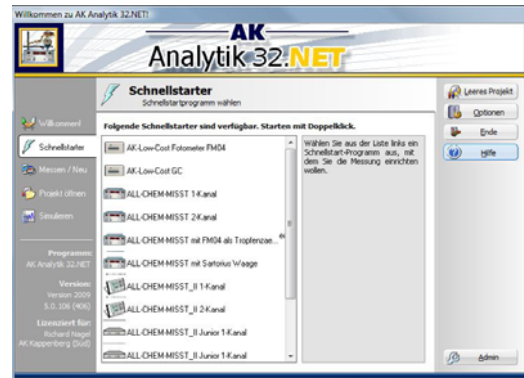 Willkommen zu AK Analytik 32.NET!
AK
Analytik 32.NET
Schnellstarter
Schnellstartprogramm wählen
Willkommen!
Schnellstarter
Messen / Neu
Projekt öffnen
Simulieren
Programm:
AK Analytik 32.NET
Version:
Version 2009
5.0.106 (406)
Lizenziert für:
Richard Nagel
AK Kappenberg (Süd)
Folgende Schnellstarter sind verfügbar. Starten mit Doppelklick.
AK-Low-Cost Fotometer FM04
AK-Low-Cost GC
ALL-CHEM-MISST 1-Kanal
ALL-CHEM-MISST 2-Kanal
ALL-CHEM-MISST mit FM04 als Tropfenzae...
ALL-CHEM-MISST mit Sartorius Waage
ALL-CHEM-MISST_II 1-Kanal
ALL-CHEM-MISST_II 2-Kanal
ALL-CHEM-MISST_II Junior 1-Kanal
ALL-CHEM-MISST_II Junior 1-Kanal
Wählen Sie aus der Liste links ein
Schnellstart-Programm aus, mit
dem Sie die Messung einrichten
wollen.
Leeres Projekt
Optionen
Ende
Hilfe
Admin